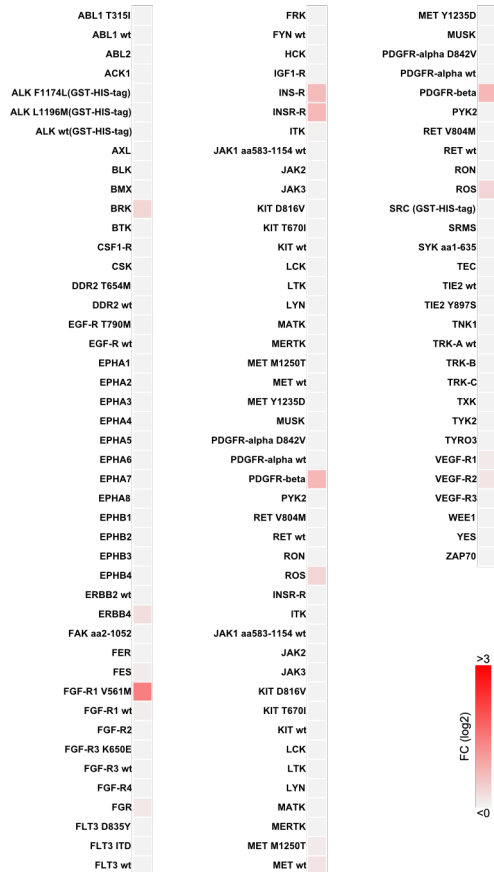 ABL1 T315I
ABL1 wt
ABL2
ACK1
ALK F1174L(GST-HIS-tag)
ALK L1196M(GST-HIS-tag)
ALK wt(GST-HIS-tag)
AXL
BLK
BMX
BRK
BTK
CSF1-R
CSK
DDR2 T654M
DDR2 wt
EGF-R T790M
EGF-R wt
EPHA1
EPHA2
EPHA3
EPHA4
EPHA5
EPHA6
EPHA7
EPHA8
EPHB1
EPHB2
EPHB3
EPHB4
ERBB2 wt
ERBB4
FAK aa2-1052
FER
FES
FGF-R1 V561M
FGF-R1 wt
FGF-R2
FGF-R3 K650E
FGF-R3 wt
FGF-R4
FGR
FLT3 D835Y
FLT3 ITD
FLT3 wt
FRK
FYN wt
HCK
IGF1-R
INS-R
INSR-R
ITK
JAK1 aa583-1154 wt
JAK2
JAK3
KIT D816V
KIT T670I
KIT wt
LCK
LTK
LYN
MATK
MERTK
MET M1250T
MET wt
MET Y1235D
MUSK
PDGFR-alpha D842V
PDGFR-alpha wt
PDGFR-beta
PYK2
RET V804M
RET wt
RON
ROS
INSR-R
ITK
JAK1 aa583-1154 wt
JAK2
JAK3
KIT D816V
KIT T670I
KIT wt
LCK
LTK
LYN
MATK
MERTK
MET M1250T
MET wt
MET Y1235D
MUSK
PDGFR-alpha D842V
PDGFR-alpha wt
PDGFR-beta
PYK2
RET V804M
RET wt
RON
ROS
SRC (GST-HIS-tag)
SRMS
SYK aa1-635
TEC
TIE2 wt
TIE2 Y897S
TNK1
TRK-A wt
TRK-B
TRK-C
TXK
TYK2
TYRO3
VEGF-R1
VEGF-R2
VEGF-R3
WEE1
YES
ZAP70
>3
FC (log2)
<0